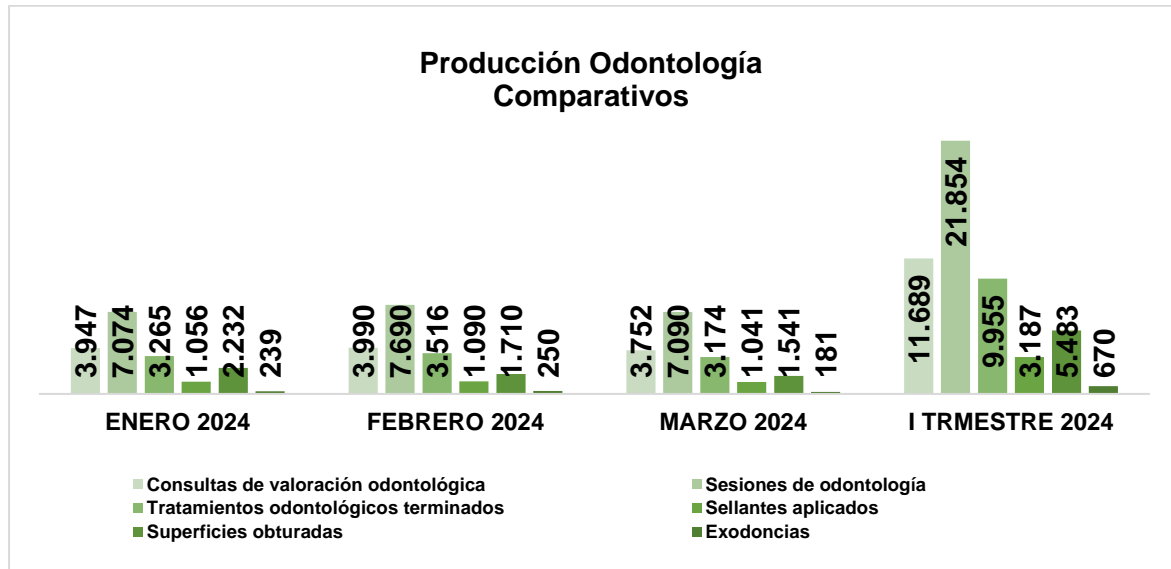 Producción Odontología
Comparativos
3.947
7.074
3.265
1.056
2.232
239
3.990
7.690
3.516
1.090
1.710
250
3.752
7.090
3.174
1.041
1.541
181
11.689
21.854
9.955
3.187
5.483
670
ENERO 2024
FEBRERO 2024
MARZO 2024
I TRMESTRE 2024
Consultas de valoración odontológica
Sesiones de odontología
Tratamientos odontológicos terminados
Sellantes aplicados
Superficies obturadas
Exodoncias